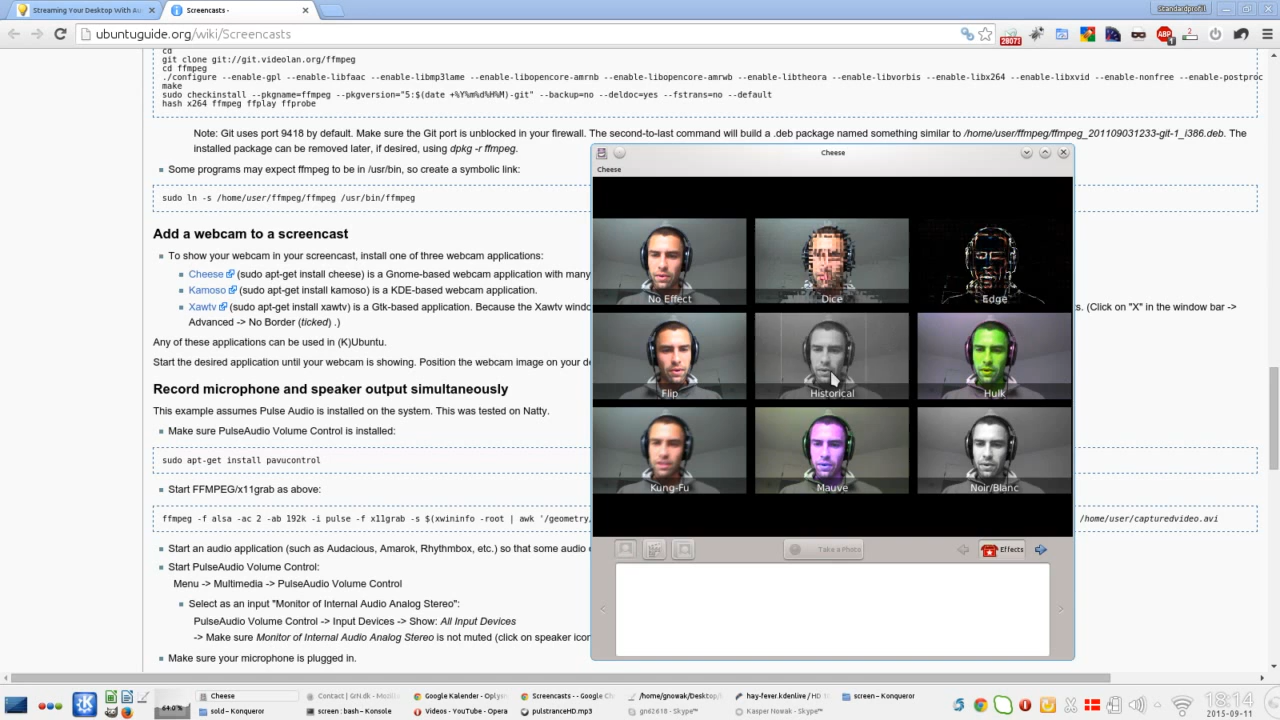 Streaming Your Desktop With Au
Screencasts -
Standardprofil
ubuntuguide.org/wiki/Screencasts
28071
ABP
1
2
cd
git clone git://git.videolan.org/ffmpeg
cd ffmpeg
./configure --enable-gpl --enable-libfaac --enable-libmp3lame --enable-libopencore-amrnb --enable-libopencore-amrwb --enable-libtheora --enable-libvorbis --enable-libx264 --enable-libxvid --enable-nonfree --enable-postproc
make
sudo checkinstall --pkgname=ffmpeg --pkgversion="5:$(date +%Y%m%d%H%M)-git" --backup=no --deldoc=yes --fstrans=no --default
hash x264 ffmpeg ffplay ffprobe
Note: Git uses port 9418 by default. Make sure the Git port is unblocked in your firewall. The second-to-last command will build a .deb package named something similar to /home/user/ffmpeg/ffmpeg_201109031233-git-1_i386.deb. The
installed package can be removed later, if desired, using dpkg -r ffmpeg.
Some programs may expect ffmpeg to be in /usr/bin, so create a symbolic link:
sudo ln -s /home/user/ffmpeg/ffmpeg /usr/bin/ffmpeg
Add a webcam to a screencast
To show your webcam in your screencast, install one of three webcam applications:
Cheese (sudo apt-get install cheese) is a Gnome-based webcam application with many
Kamoso (sudo apt-get install kamoso) is a KDE-based webcam application.
Xawtv (sudo apt-get install xawtv) is a Gtk-based application. Because the Xawtv windo
s. (Click on "X" in the window bar ->
Advanced -> No Border (ticked) .)
Any of these applications can be used in (K)Ubuntu.
Start the desired application until your webcam is showing. Position the webcam image on your de
Record microphone and speaker output simultaneously
This example assumes Pulse Audio is installed on the system. This was tested on Natty.
Make sure PulseAudio Volume Control is installed:
sudo apt-get install pavucontrol
Start FFMPEG/x11grab as above:
ffmpeg -f alsa -ac 2 -ab 192k -i pulse -f x11grab -s $(xwininfo -root | awk '/geometry/
/home/user/capturedvideo.avi
Start an audio application (such as Audacious, Amarok, Rhythmbox, etc.) so that some audio
Start PulseAudio Volume Control:
Menu -> Multimedia -> PulseAudio Volume Control
Select as an input "Monitor of Internal Audio Analog Stereo":
PulseAudio Volume Control -> Input Devices -> Show: All Input Devices
-> Make sure Monitor of Internal Audio Analog Stereo is not muted (click on speaker icon
Make sure your microphone is plugged in.
Cheese
Cheese
No Effect
Dice
Edge
Flip
Historical
Hulk
Kung-Fu
Mauve
Noir/Blanc
Take a Photo
Effects
64.0%
Cheese
Contact | GrN.dk - Mozill
Google Kalender - Oplysn
Screencasts - - Google Ch
/home/gnowak/Desktop/
hay-fever.kdenlive / HD 
screen – Konqueror
sold – Konqueror
screen : bash – Konsole
Videos - YouTube - Opera
pulstranceHD.mp3
gn62618 - Skype™
Kasper Nowak - Skype™
18:14
2015-09-11